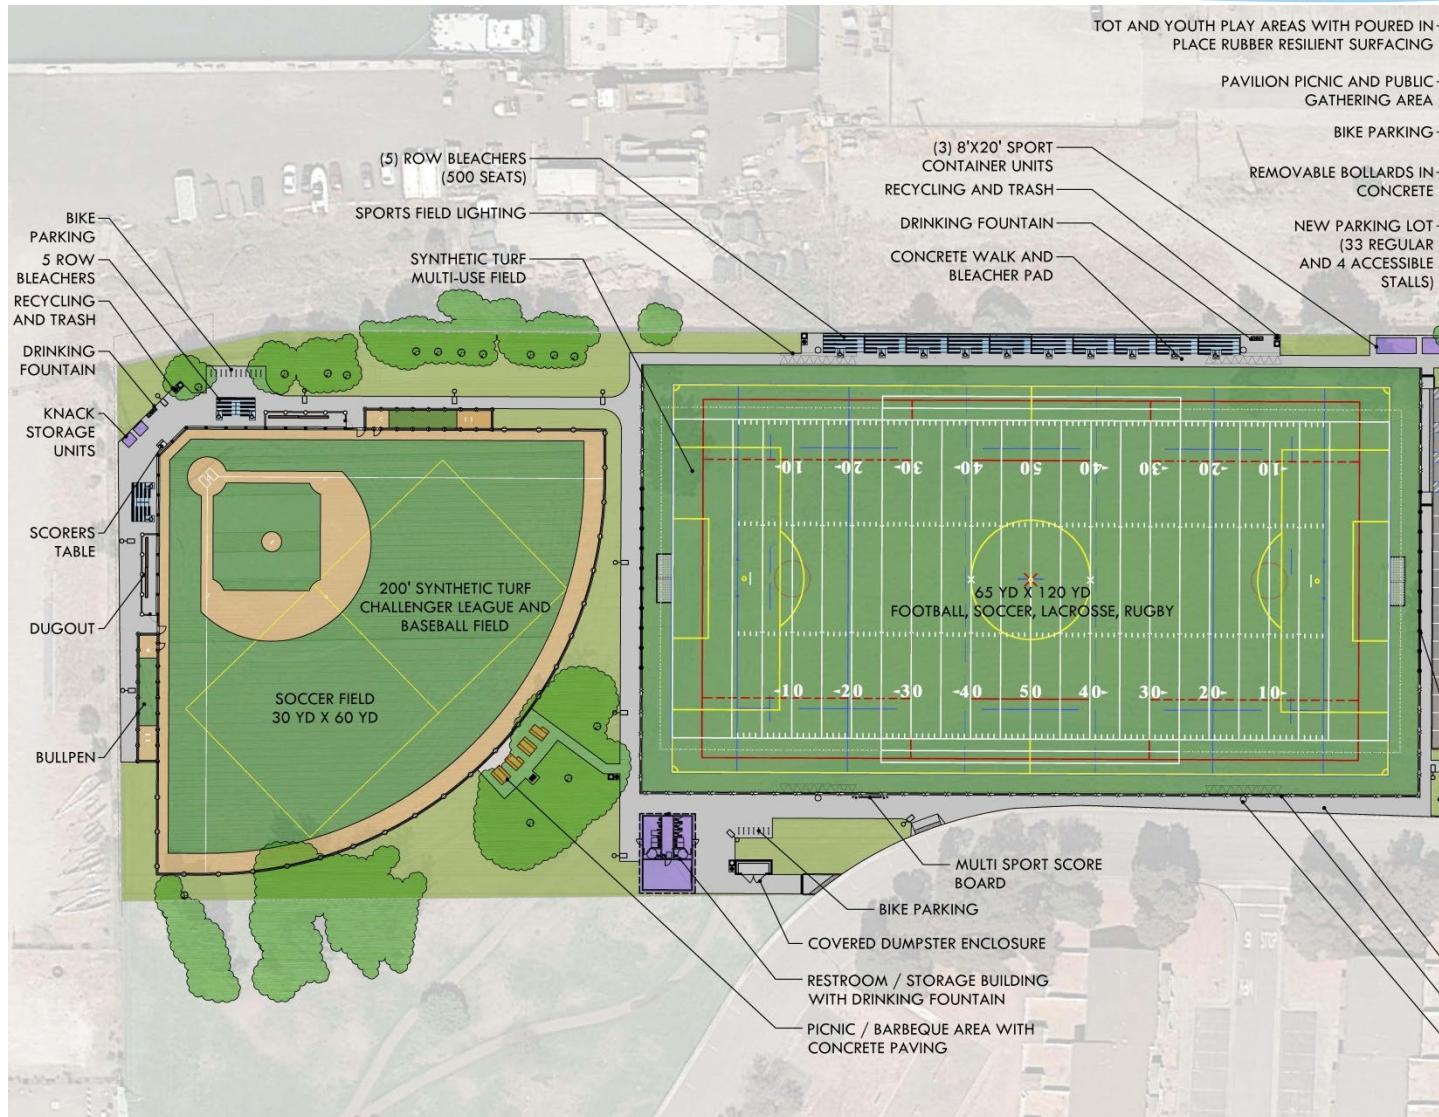 TOT AND YOUTH PLAY AREAS WITH POURED IN
PLACE RUBBER RESILIENT SURFACING
PAVILION PICNIC AND PUBLIC
GATHERING AREA
BIKE PARKING
REMOVABLE BOLLARDS IN
CONCRETE
NEW PARKING LOT
(33 REGULAR
AND 4 ACCESSIBLE
STALLS)
(3) 8'X20' SPORT
CONTAINER UNITS
RECYCLING AND TRASH
DRINKING FOUNTAIN
CONCRETE WALK AND
BLEACHER PAD
(5) ROW BLEACHERS
(500 SEATS)
SPORTS FIELD LIGHTING
SYNTHETIC TURF
MULTI-USE FIELD
BIKE
PARKING
5 ROW
BLEACHERS
RECYCLING
AND TRASH
DRINKING
FOUNTAIN
KNACK
STORAGE
UNITS
SCORERS
TABLE
DUGOUT
BULLPEN
200' SYNTHETIC TURF
CHALLENGER LEAGUE AND
BASEBALL FIELD
SOCCER FIELD
30 YD X 60 YD
10 20 30 40 50 40 30 20 10
65 YD X 120 YD
FOOTBALL, SOCCER, LACROSSE, RUGBY
10 20 30 40 50 40 30 20 10
MULTI SPORT SCORE
BOARD
BIKE PARKING
COVERED DUMPSTER ENCLOSURE
RESTROOM / STORAGE BUILDING
WITH DRINKING FOUNTAIN
PICNIC / BARBEQUE AREA WITH
CONCRETE PAVING